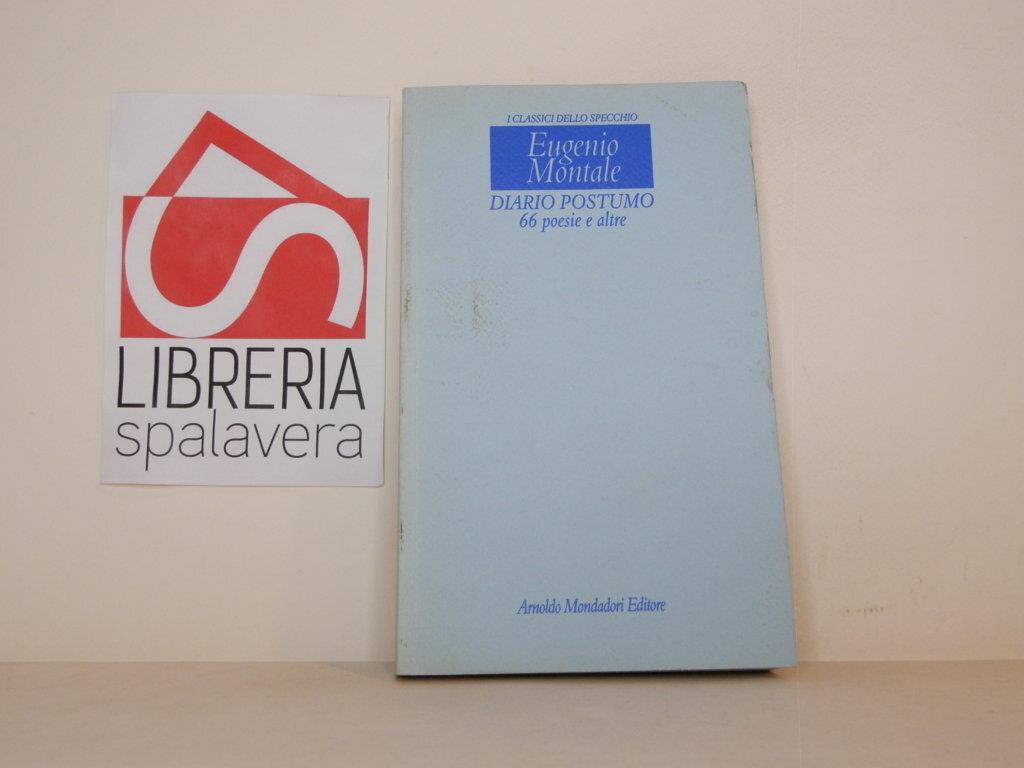 LIBRERIA
spalavera
I CLASSICI DELLO SPECCHIO
Eugenio
Montale
DIARIO POSTUMO
66 poesie e altre
Arnoldo Mondadori Editore